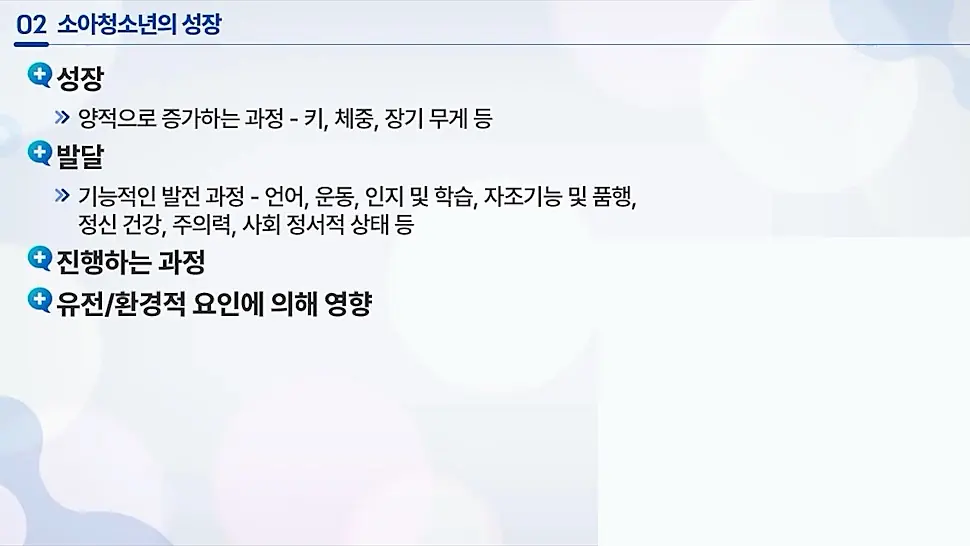 02 소아청소년의 성장
성장
양적으로 증가하는 과정 - 키, 체중, 장기 무게 등
발달
기능적인 발전 과정 - 언어, 운동, 인지 및 학습, 자조기능 및 품행,
정신 건강, 주의력, 사회 정서적 상태 등
진행하는 과정
유전/환경적 요인에 의해 영향